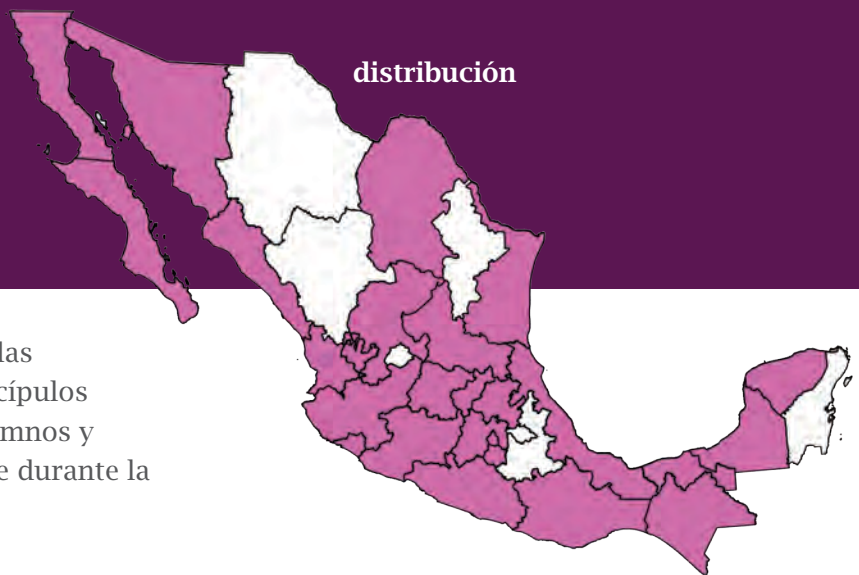 distribución
las
cípulos
mnos y
e durante la